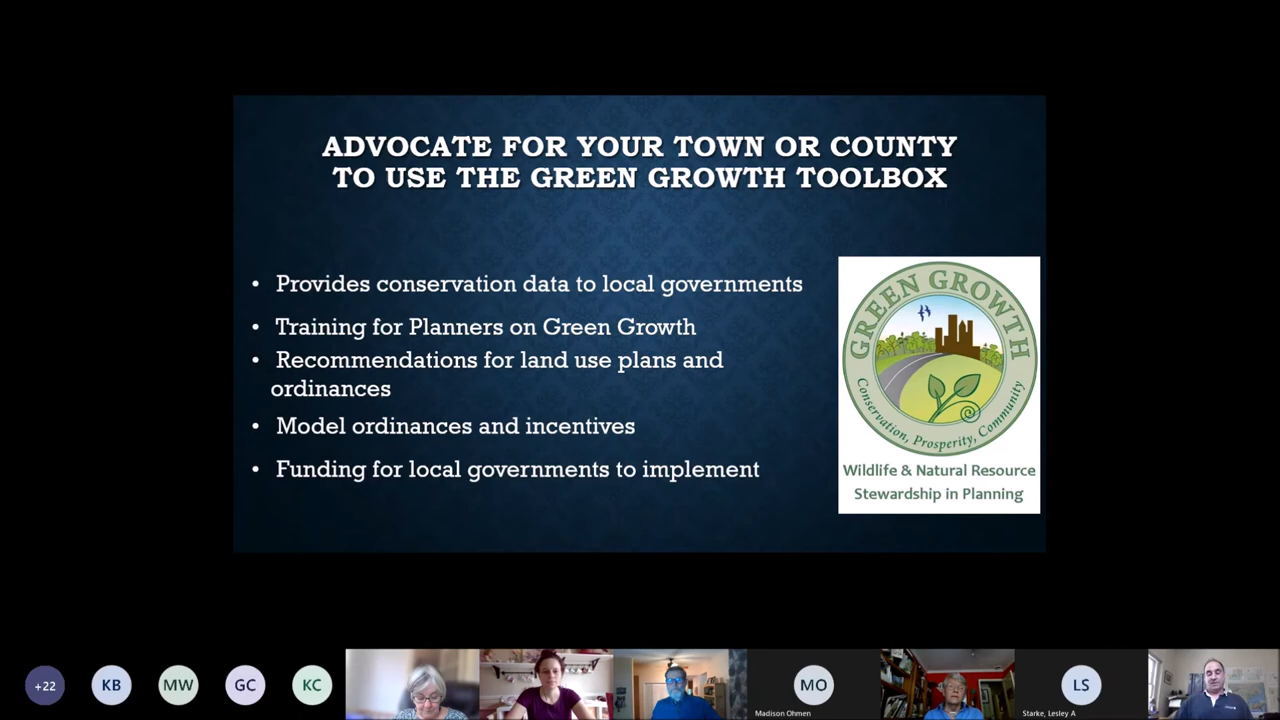 ADVOCATE FOR YOUR TOWN OR COUNTY
TO USE THE GREEN GROWTH TOOLBOX
• Provides conservation data to local governments
• Training for Planners on Green Growth
• Recommendations for land use plans and
ordinances
• Model ordinances and incentives
• Funding for local governments to implement
GREEN GROWTH
Conservation, Prosperity, Community
Wildlife & Natural Resource
Stewardship in Planning
+22
KB
MW
GC
KC
MO
Madison Ohmen
LS
Starke, Lesley A